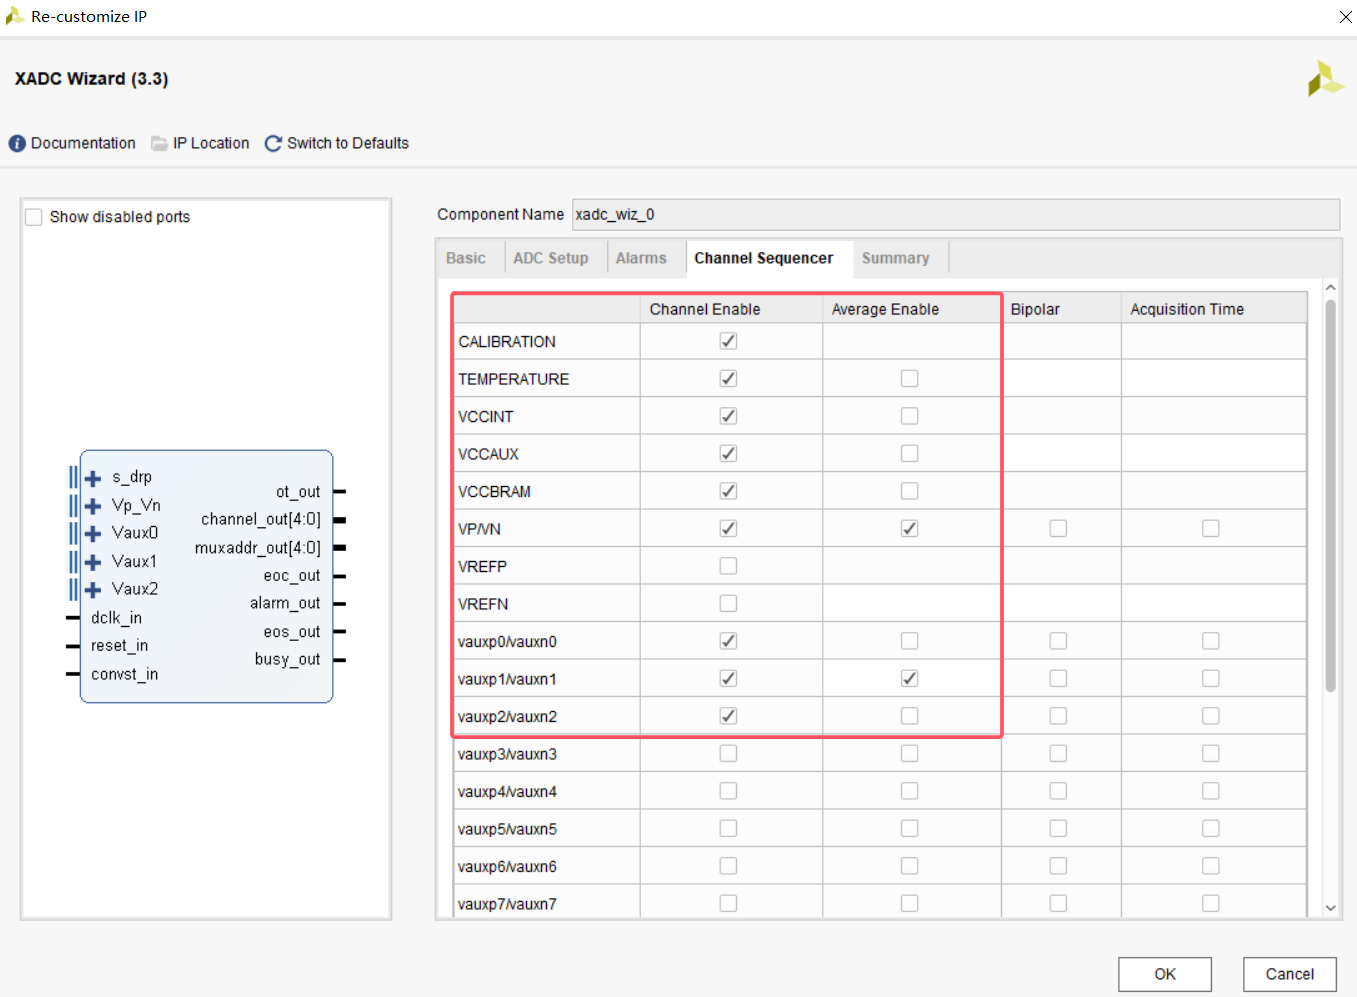 Re-customize IP
XADC Wizard (3.3)
Documentation IP Location Switch to Defaults
Show disabled ports
s_drp
Vp_Vn
Vaux0
Vaux1
Vaux2
dclk_in
reset_in
convst_in
ot_out
channel_out[4:0]
muxaddr_out[4:0]
eoc_out
alarm_out
eos_out
busy_out
Component Name xadc_wiz_0
Basic ADC Setup Alarms Channel Sequencer Summary
Channel Enable Average Enable Bipolar Acquisition Time
CALIBRATION
TEMPERATURE
VCCINT
VCCAUX
VCCBRAM
VP/VN
VREFP
VREFN
vauxp0/vauxn0
vauxp1/vauxn1
vauxp2/vauxn2
vauxp3/vauxn3
vauxp4/vauxn4
vauxp5/vauxn5
vauxp6/vauxn6
vauxp7/vauxn7
OK Cancel